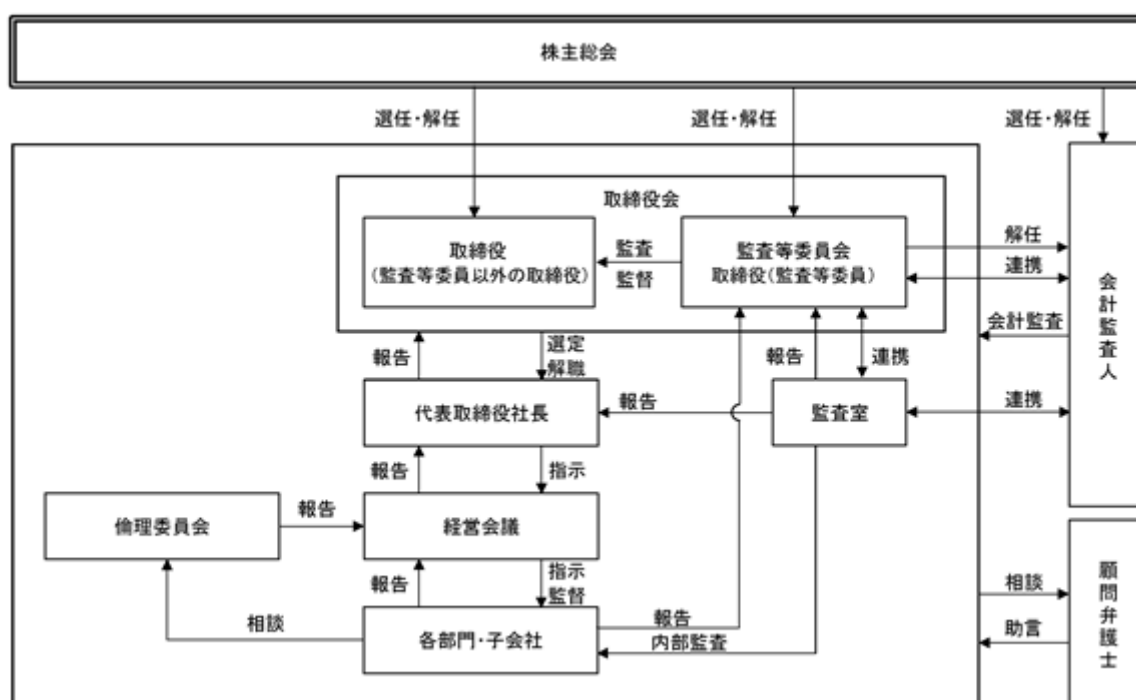 株主総会
選任・解任
選任・解任
選任・解任
取締役会
取締役
(監査等委員以外の取締役)
監査
監督
監査等委員会
取締役(監査等委員)
解任
連携
会計監査
会計監査人
報告
選定
解職
報告
連携
代表取締役社長
報告
監査室
連携
報告
指示
倫理委員会
報告
経営会議
報告
指示
監督
相談
各部門・子会社
報告
内部監査
相談
助言
顧問弁護士